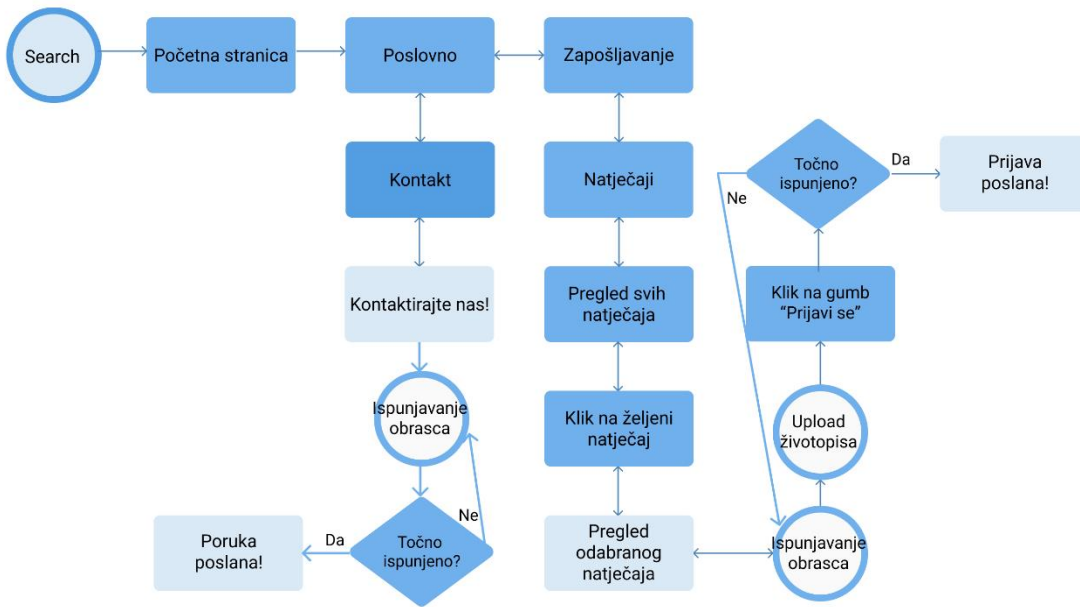 Search
Početna stranica
Poslovno
Zapošljavanje
Kontakt
Natječaji
Točno
ispunjeno?
Da
Ne
Prijava
poslana!
Kontaktirajte nas!
Pregled svih
natječaja
Klik na gumb
“Prijavi se”
Ispunjavanje
obrasca
Klik na željeni
natječaj
Upload
životopisa
Poruka
poslana!
Da
Točno
ispunjeno?
Ne
Pregled
odabranog
natječaja
Ispunjavanje
obrasca